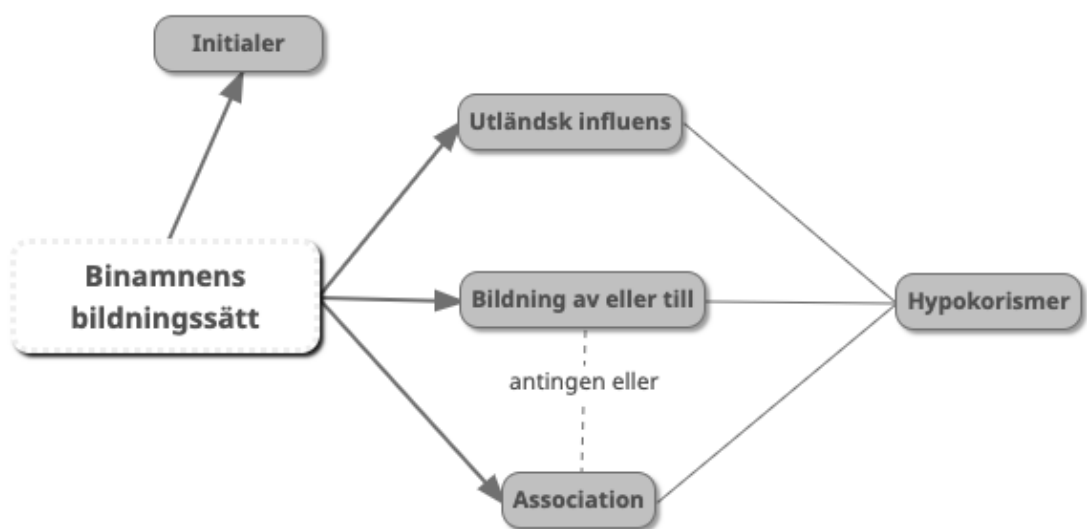 Initialer
Utländsk influens
Binamnens
bildningssätt
Bildning av eller till
Hypokorismer
antingen eller
Association